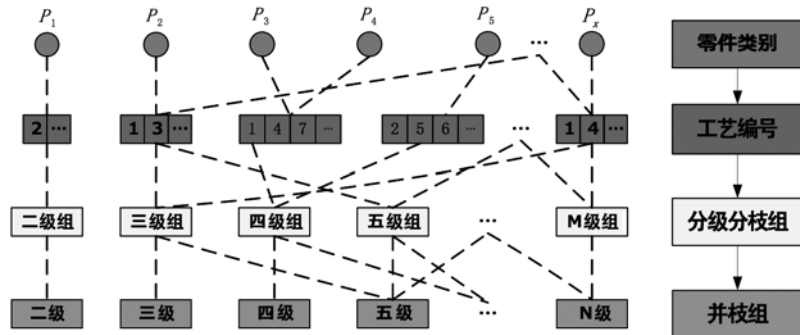 P1 P2 P3 P4 P5 ... Px
零件类别
2 ... 1 3 ... 1 4 7 ... 2 5 6 ... ... 1 4 ...
工艺编号
二级组 三级组 四级组 五级组 ... M级组
分级分枝组
二级 三级 四级 五级 ... N级
并枝组